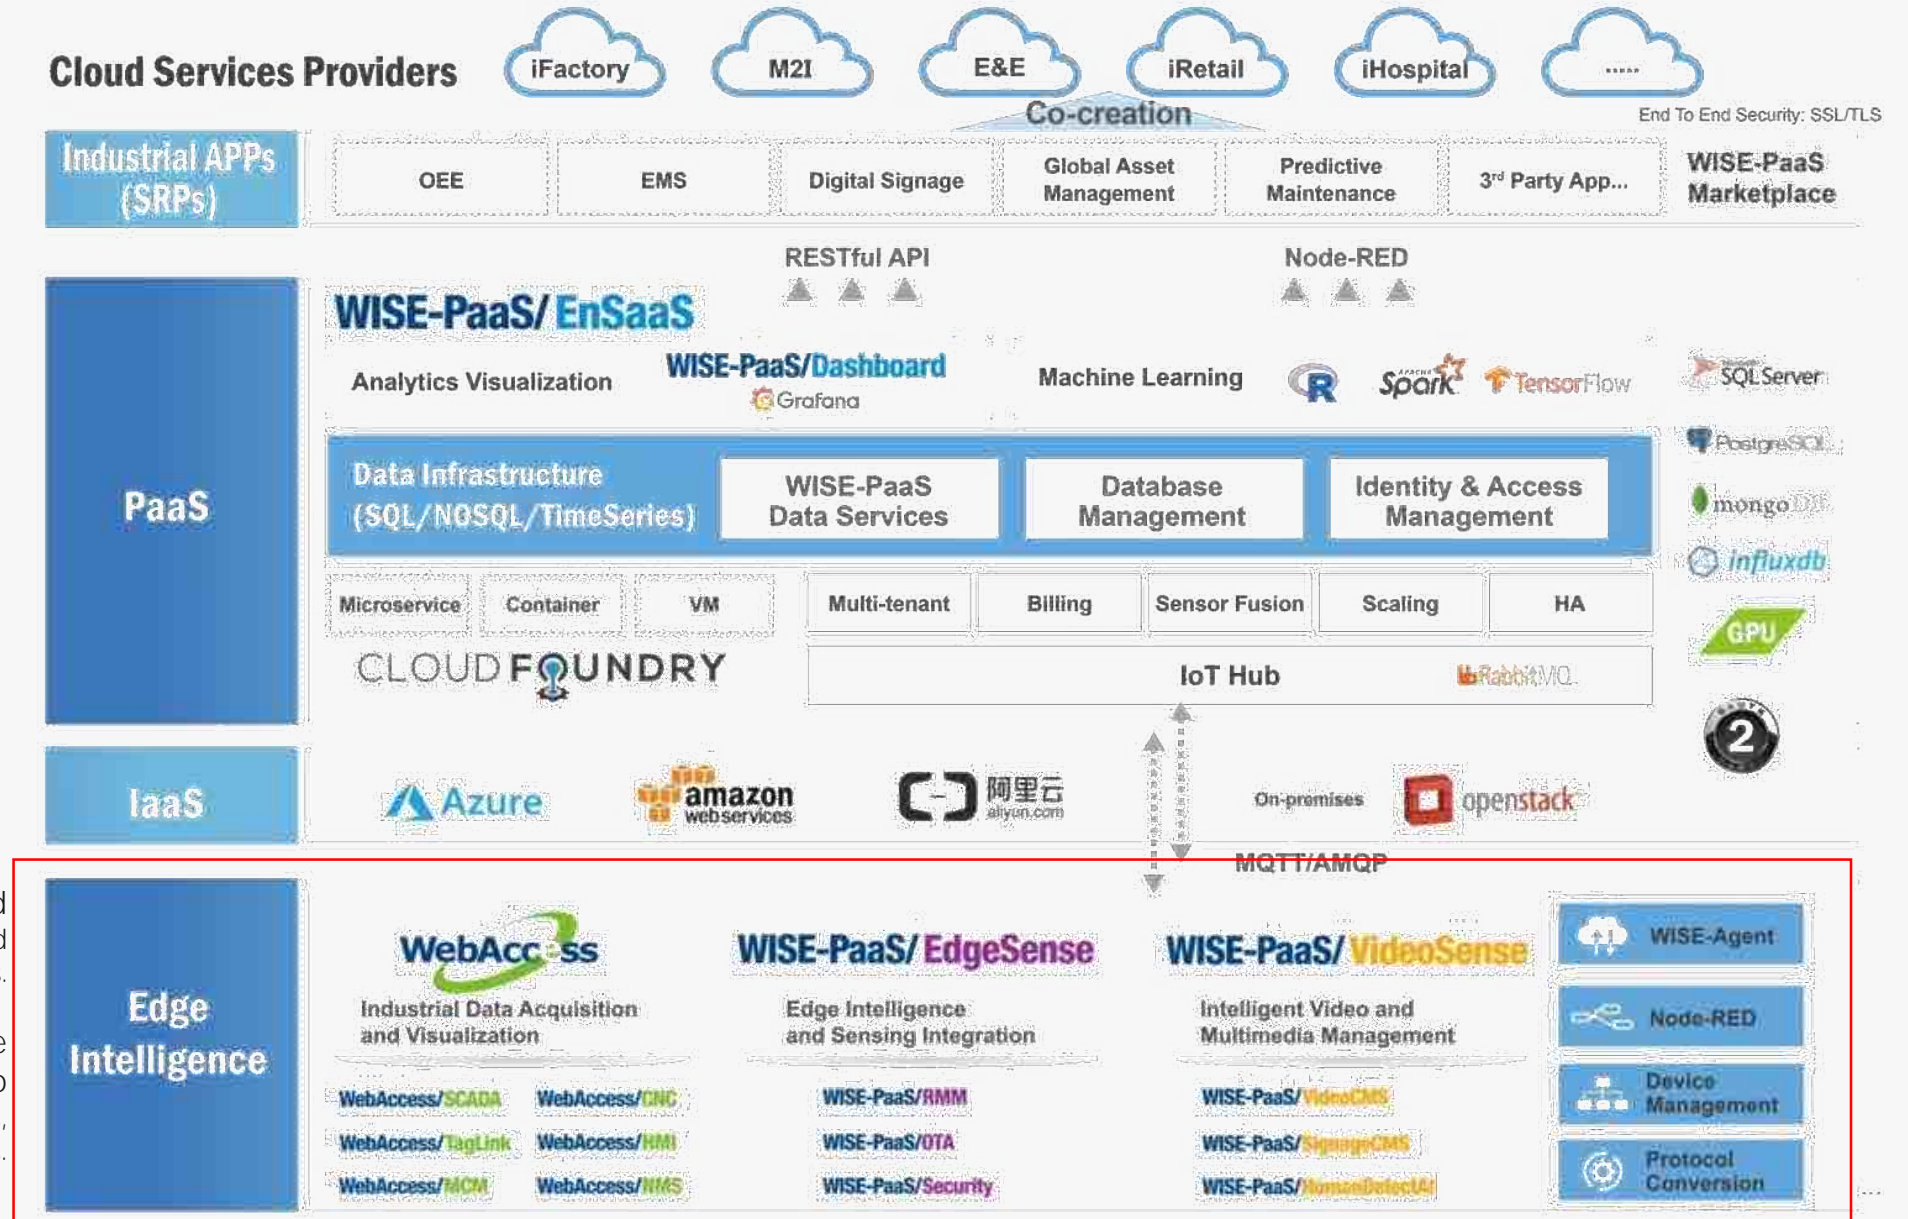 Cloud Services Providers
iFactory
M2I
E&E
iRetail
iHospital
.....
Co-creation
End To End Security: SSL/TLS
Industrial APPs
(SRPs)
OEE
EMS
Digital Signage
Global Asset
Management
Predictive
Maintenance
3rd Party App...
WISE-PaaS
Marketplace
RESTful API
Node-RED
PaaS
WISE-PaaS/EnSaaS
Analytics Visualization
WISE-PaaS/Dashboard
Grafana
Machine Learning
R
APACHE
Spark
TensorFlow
SQL Server
PostgreSQL
mongoDB
influxdb
GPU
2
Data Infrastructure
(SQL/NOSQL/TimeSeries)
WISE-PaaS
Data Services
Database
Management
Identity & Access
Management
Microservice
Container
VM
Multi-tenant
Billing
Sensor Fusion
Scaling
HA
CLOUD FOUNDRY
IoT Hub
RabbitMQ
IaaS
Azure
amazon
webservices
阿里云
aliyun.com
On-premises
openstack
MQTT/AMQP
Edge
Intelligence
WebAccess
Industrial Data Acquisition
and Visualization
WebAccess/SCADA
WebAccess/CNC
WebAccess/TagLink
WebAccess/HMI
WebAccess/MCM
WebAccess/NMS
WISE-PaaS/EdgeSense
Edge Intelligence
and Sensing Integration
WISE-PaaS/RMM
WISE-PaaS/OTA
WISE-PaaS/Security
WISE-PaaS/VideoSense
Intelligent Video and
Multimedia Management
WISE-PaaS/VideoCMS
WISE-PaaS/SignageCMS
WISE-PaaS/HumanDetectAI
WISE-Agent
Node-RED
Device
Management
Protocol
Conversion